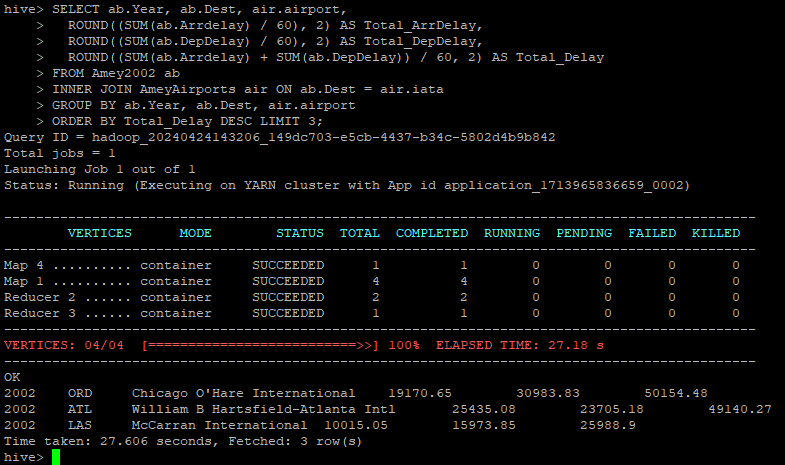 hive> SELECT ab.Year, ab.Dest, air.airport,
    >   ROUND((SUM(ab.Arrdelay) / 60), 2) AS Total_ArrDelay,
    >   ROUND((SUM(ab.DepDelay) / 60), 2) AS Total_DepDelay,
    >   ROUND((SUM(ab.Arrdelay) + SUM(ab.DepDelay)) / 60, 2) AS Total_Delay
    > FROM Amey2002 ab
    > INNER JOIN AmeyAirports air ON ab.Dest = air.iata
    > GROUP BY ab.Year, ab.Dest, air.airport
    > ORDER BY Total_Delay DESC LIMIT 3;
Query ID = hadoop_20240424143206_149dc703-e5cb-4437-b34c-5802d4b9b842
Total jobs = 1
Launching Job 1 out of 1
Status: Running (Executing on YARN cluster with App id application_1713965836659_0002)
----------------------------------------------------------------------------------------------
        VERTICES      MODE        STATUS  TOTAL  COMPLETED  RUNNING  PENDING  FAILED  KILLED
----------------------------------------------------------------------------------------------
Map 4 .......... container     SUCCEEDED      1          1        0        0       0       0
Map 1 .......... container     SUCCEEDED      4          4        0        0       0       0
Reducer 2 ...... container     SUCCEEDED      2          2        0        0       0       0
Reducer 3 ...... container     SUCCEEDED      1          1        0        0       0       0
----------------------------------------------------------------------------------------------
VERTICES: 04/04  [==========================>>] 100%  ELAPSED TIME: 27.18 s
----------------------------------------------------------------------------------------------
OK
2002    ORD     Chicago O'Hare International    19170.65        30983.83        50154.48
2002    ATL     William B Hartsfield-Atlanta Intl       25435.08        23705.18        49140.27
2002    LAS     McCarran International  10015.05        15973.85        25988.9
Time taken: 27.606 seconds, Fetched: 3 row(s)
hive>